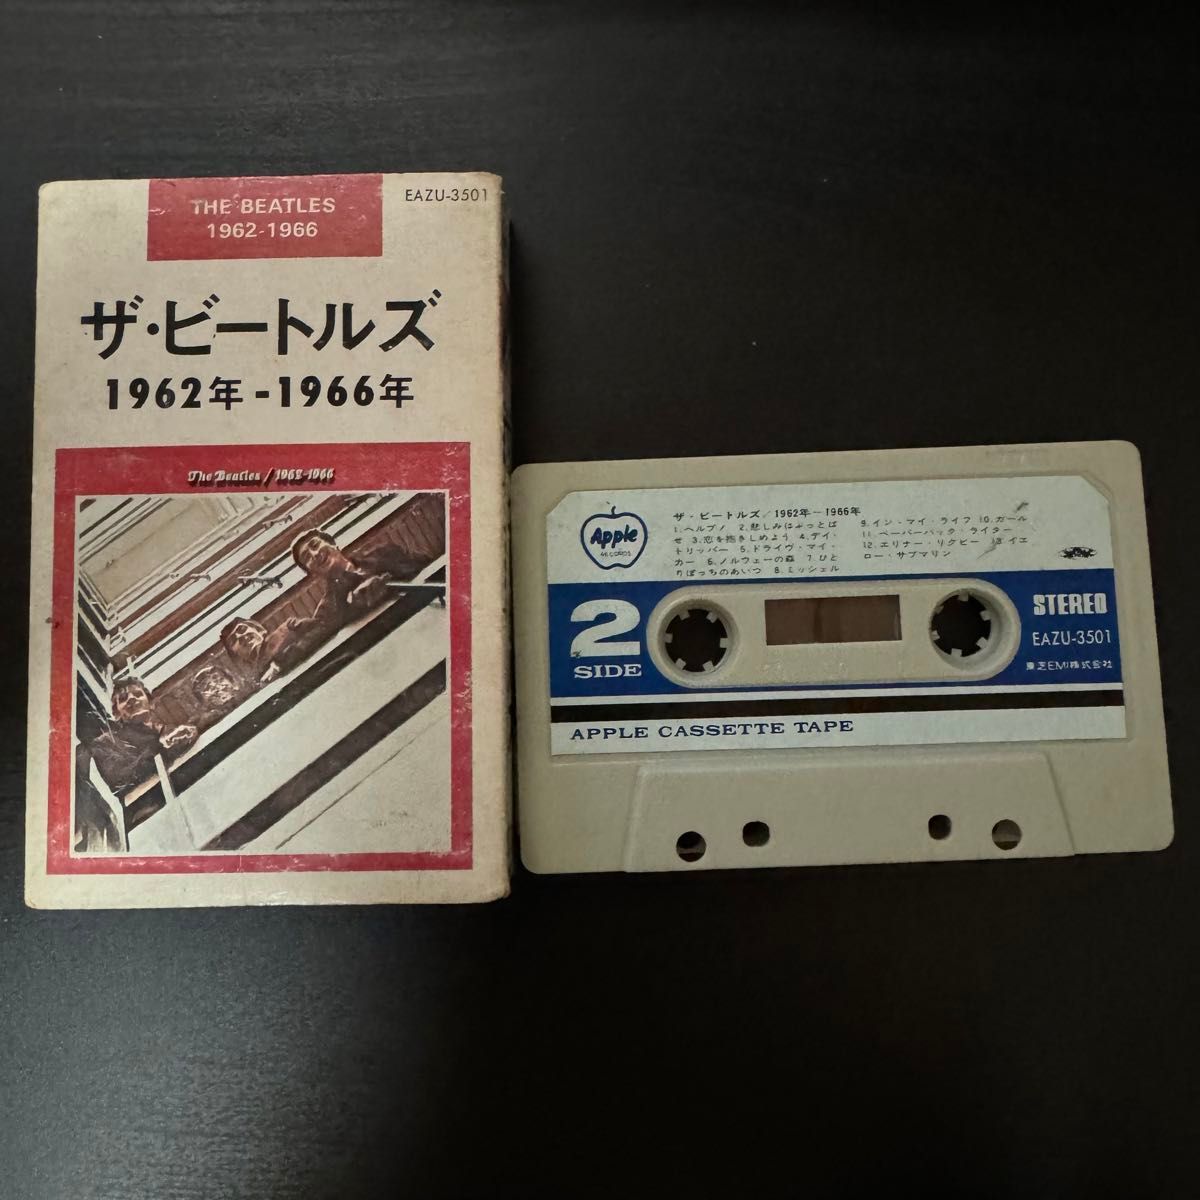 THE BEATLES
1962-1966
EAZU-3501
ザ・ビートルズ
1962年-1966年
The Beatles / 1962-1966
Apple
RECORDS
ザ・ビートルズ/1962年-1966年
1.ヘルプ! 2.悲しみはぶっとば
せ 3.恋を抱きしめよう 4.デイ・
トリッパー 5.ドライヴ・マイ・
カー 6.ノルウェーの森 7.ひと
りぼっちのあいつ 8.ミッシェル
9.イン・マイ・ライフ 10.ガール
11.ペーパーバック・ライター
12.エリナー・リグビー 13.イエ
ロー・サブマリン
2
SIDE
STEREO
EAZU-3501
東芝EMI株式会社
APPLE CASSETTE TAPE